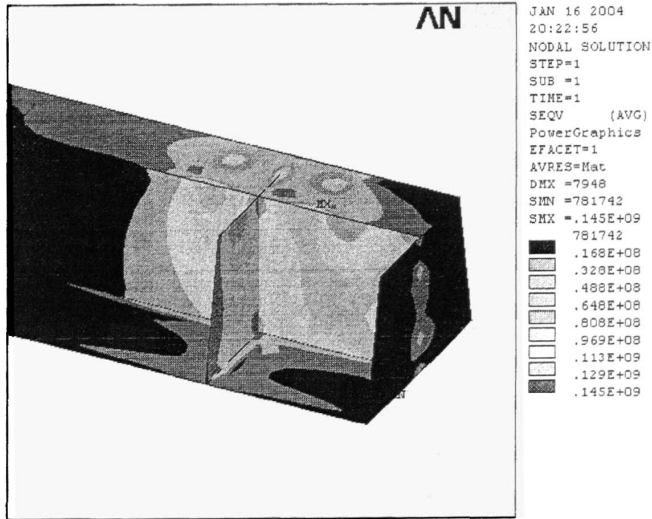 ΛN
JAN 16 2004
20:22:56
NODAL SOLUTION
STEP=1
SUB =1
TIME=1
SEQV (AVG)
PowerGraphics
EFACET=1
AVRES=Mat
DMX =7948
SMN =781742
SMX =.145E+09
781742
.168E+08
.328E+08
.488E+08
.648E+08
.808E+08
.969E+08
.113E+09
.129E+09
.145E+09
MX